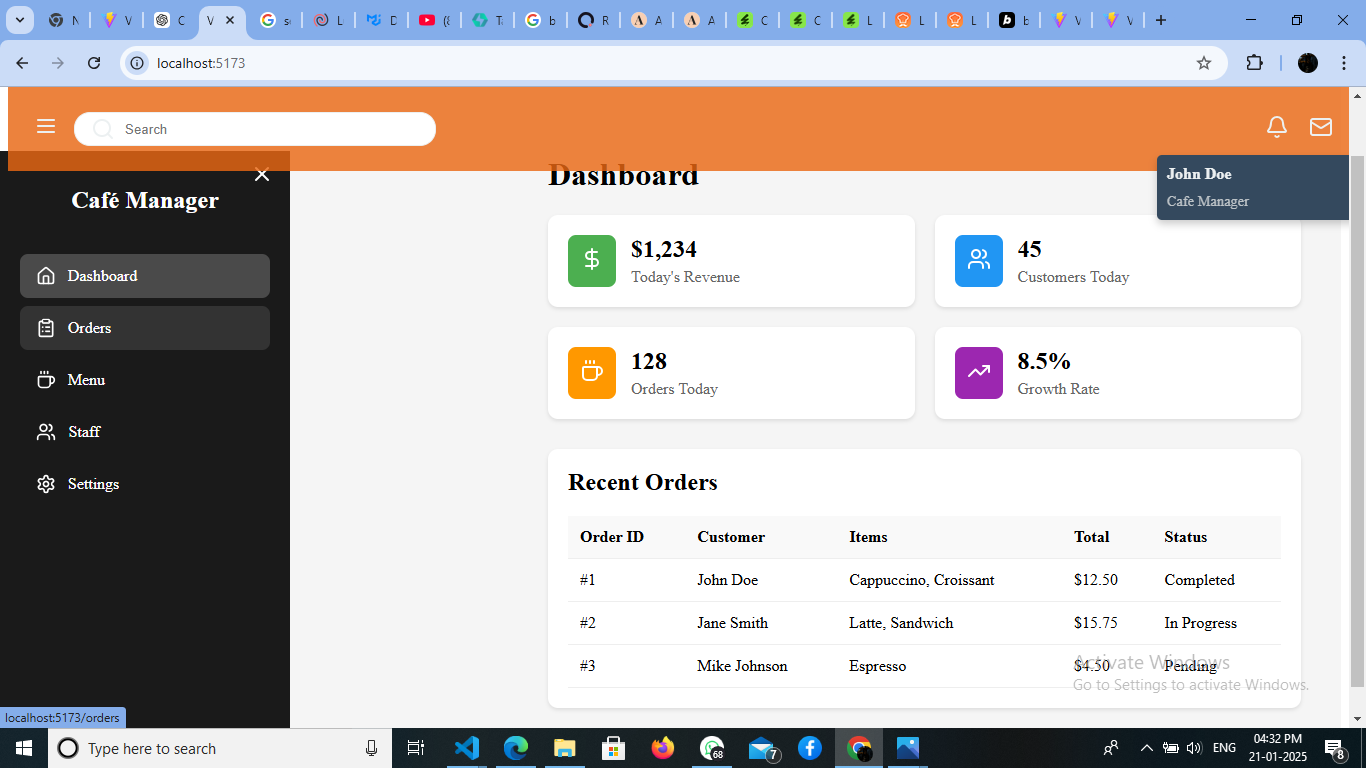 N
V
C
V
s
L
D
(8
T
b
R
A
A
C
C
L
L
L
b
V
V
localhost:5173
Search
John Doe
Cafe Manager
Café Manager
Dashboard
Orders
Menu
Staff
Settings
Dashboard
$1,234
Today's Revenue
45
Customers Today
128
Orders Today
8.5%
Growth Rate
Recent Orders
Order ID Customer Items Total Status
#1 John Doe Cappuccino, Croissant $12.50 Completed
#2 Jane Smith Latte, Sandwich $15.75 In Progress
#3 Mike Johnson Espresso $4.50 Pending
Activate Windows
Go to Settings to activate Windows.
localhost:5173/orders
Type here to search
68
7
ENG
04:32 PM
21-01-2025
8